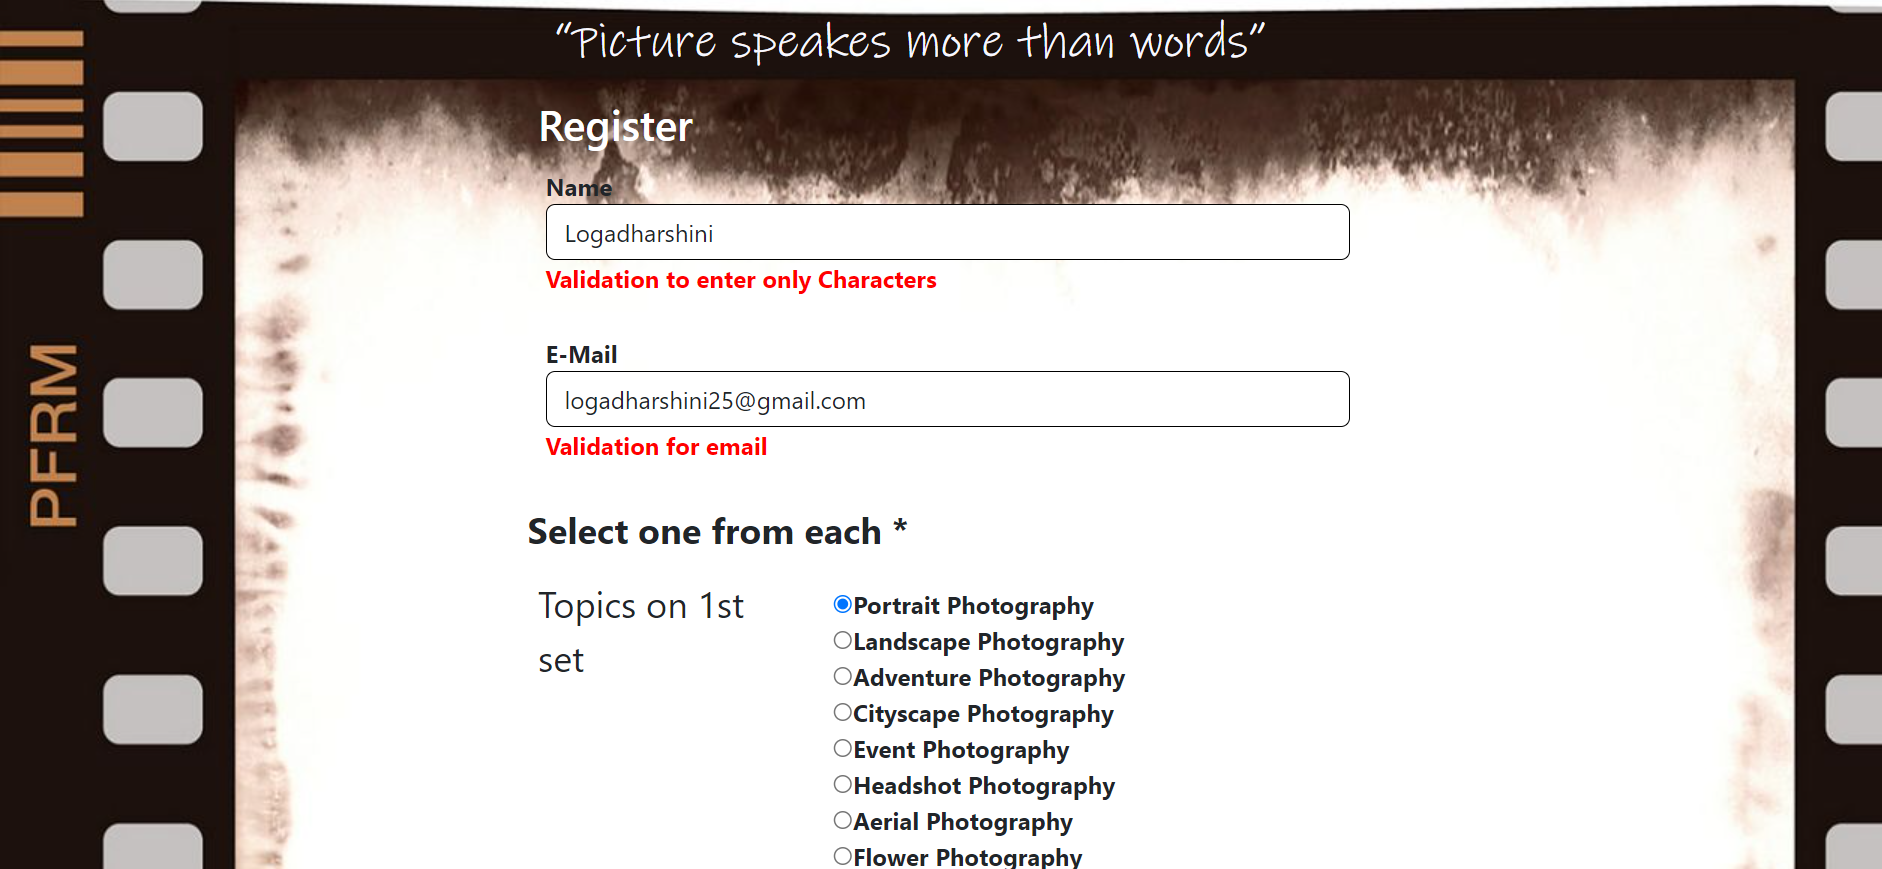 “Picture speakes more than words”
Register
Name
Logadharshini
Validation to enter only Characters
E-Mail
logadharshini25@gmail.com
Validation for email
PFRM
Select one from each *
Topics on 1st
set
Portrait Photography
Landscape Photography
Adventure Photography
Cityscape Photography
Event Photography
Headshot Photography
Aerial Photography
Flower Photography